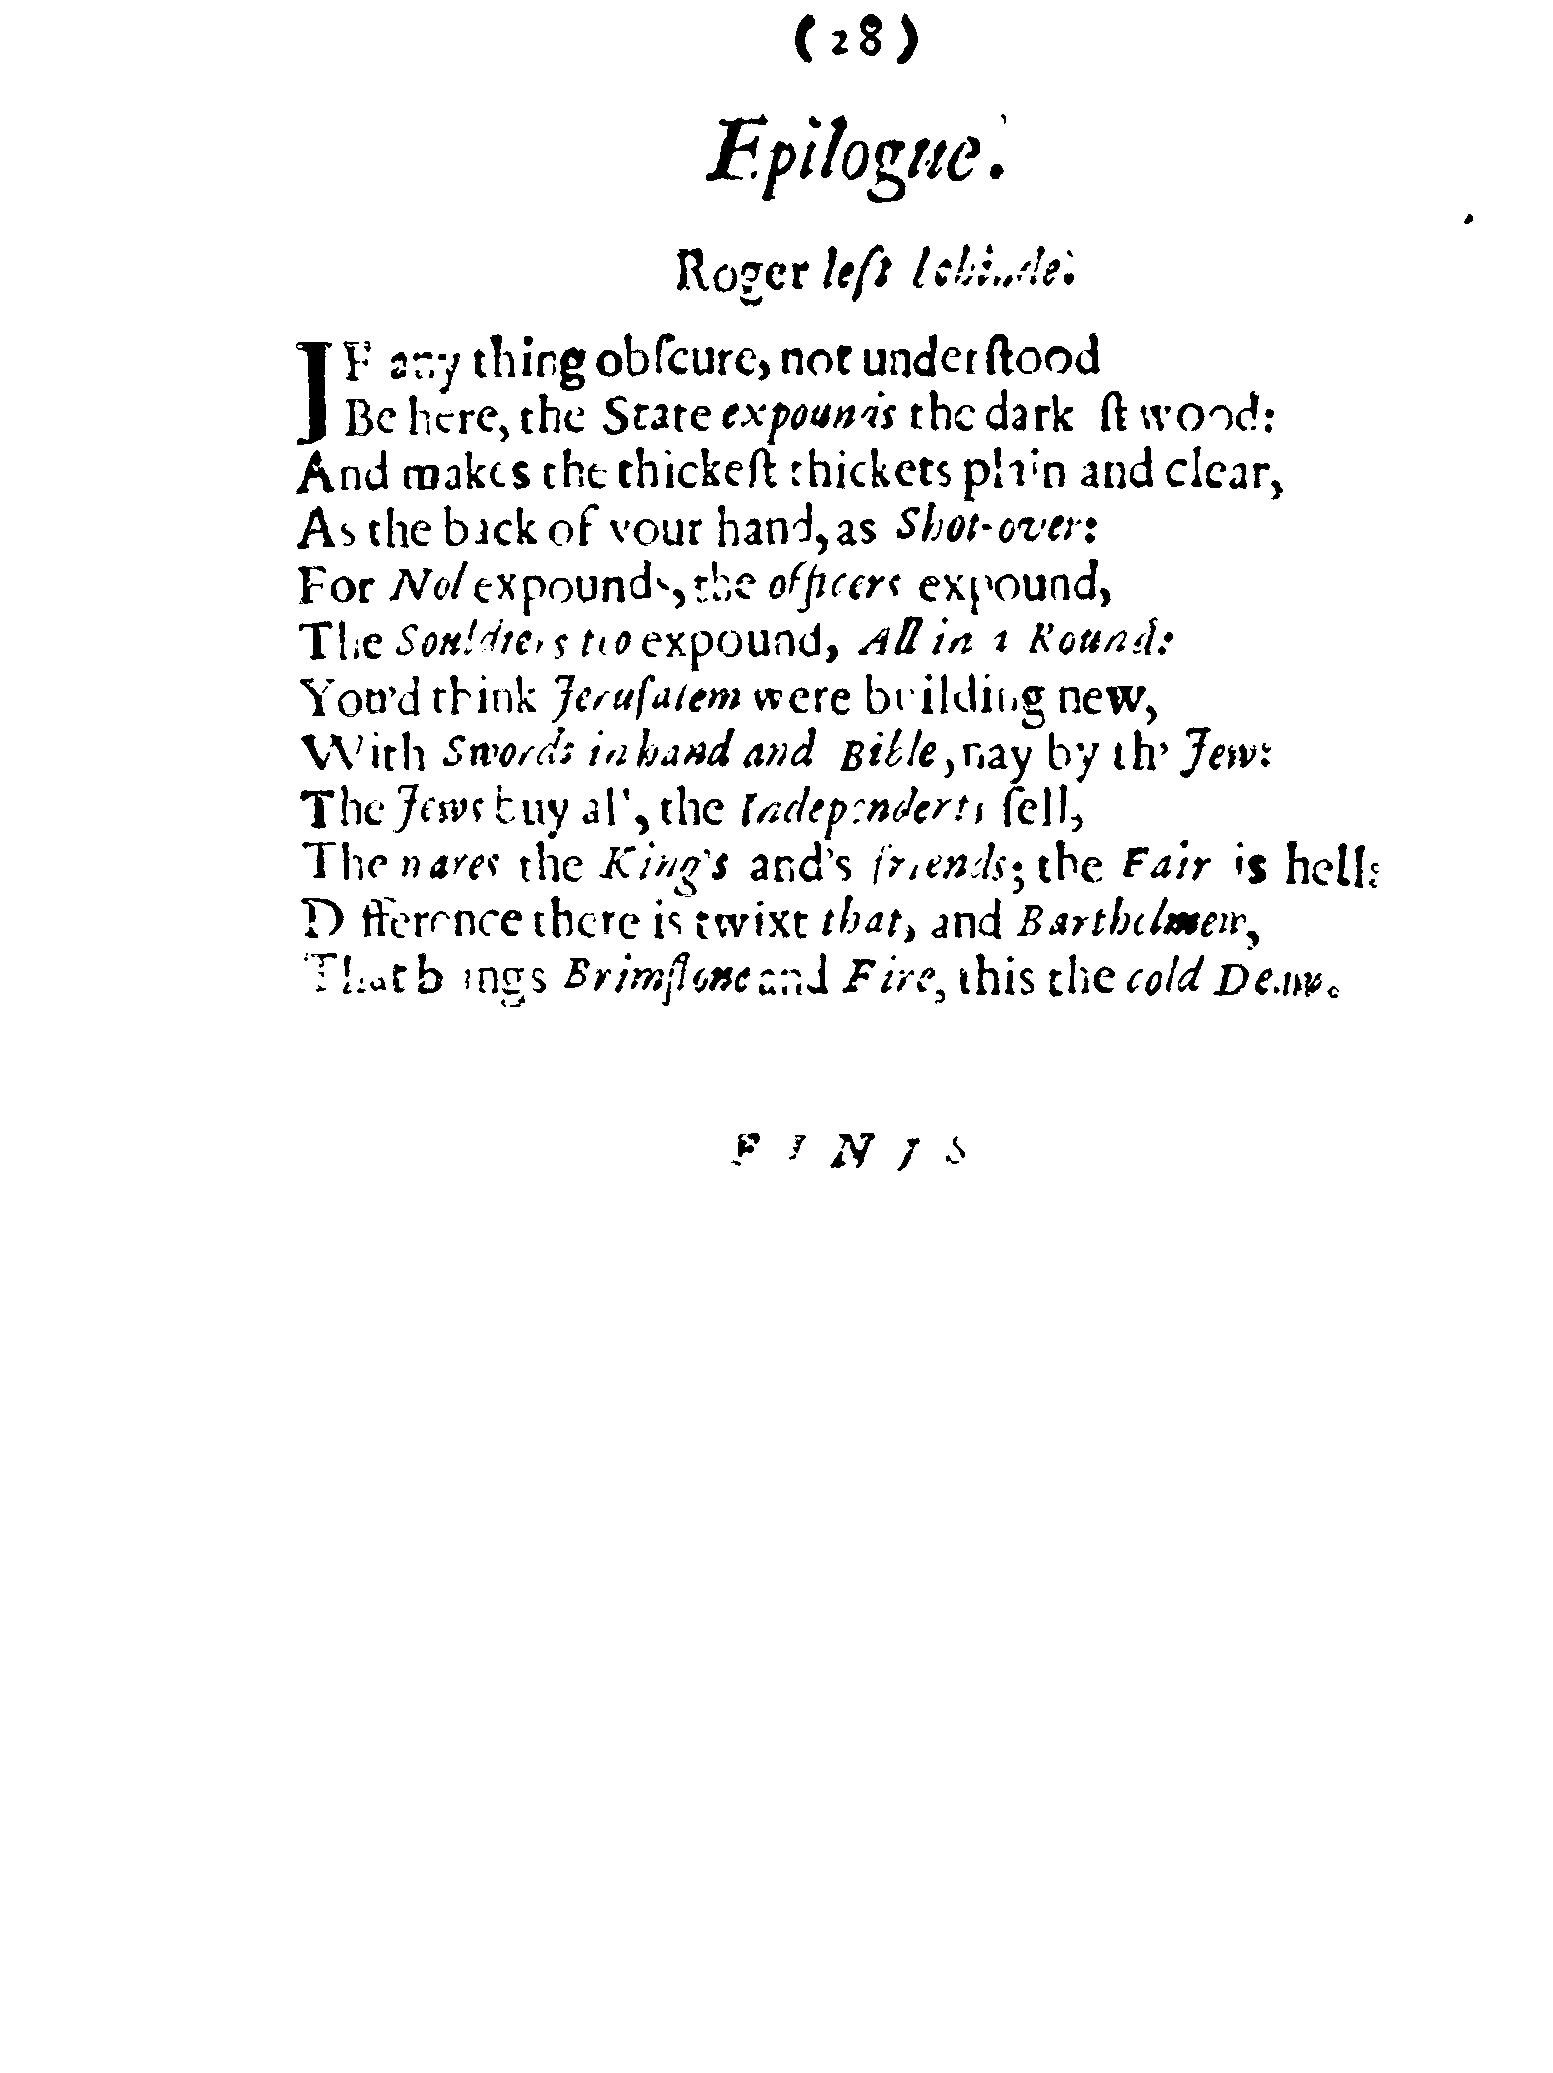 (28)
Epilogue.
Roger left behinde.
IF any thing obſcure, not underſtood
Be here, the State expounds the darkeſt wood:
And makes the thickeſt thickets plain and clear,
As the back of your hand, as Shot-over:
For Nol expounds, the officers expound,
The Souldiers too expound, All in a Round:
You'd think Jeruſalem were building new,
With Swords in hand and Bible, nay by th' Jew:
The Jews buy all, the Independents ſell,
The nares the King's and's friends; the Fair is hell:
Difference there is twixt that, and Barthelmew,
That brings Brimſtone and Fire, this the cold Deaw.
FINIS